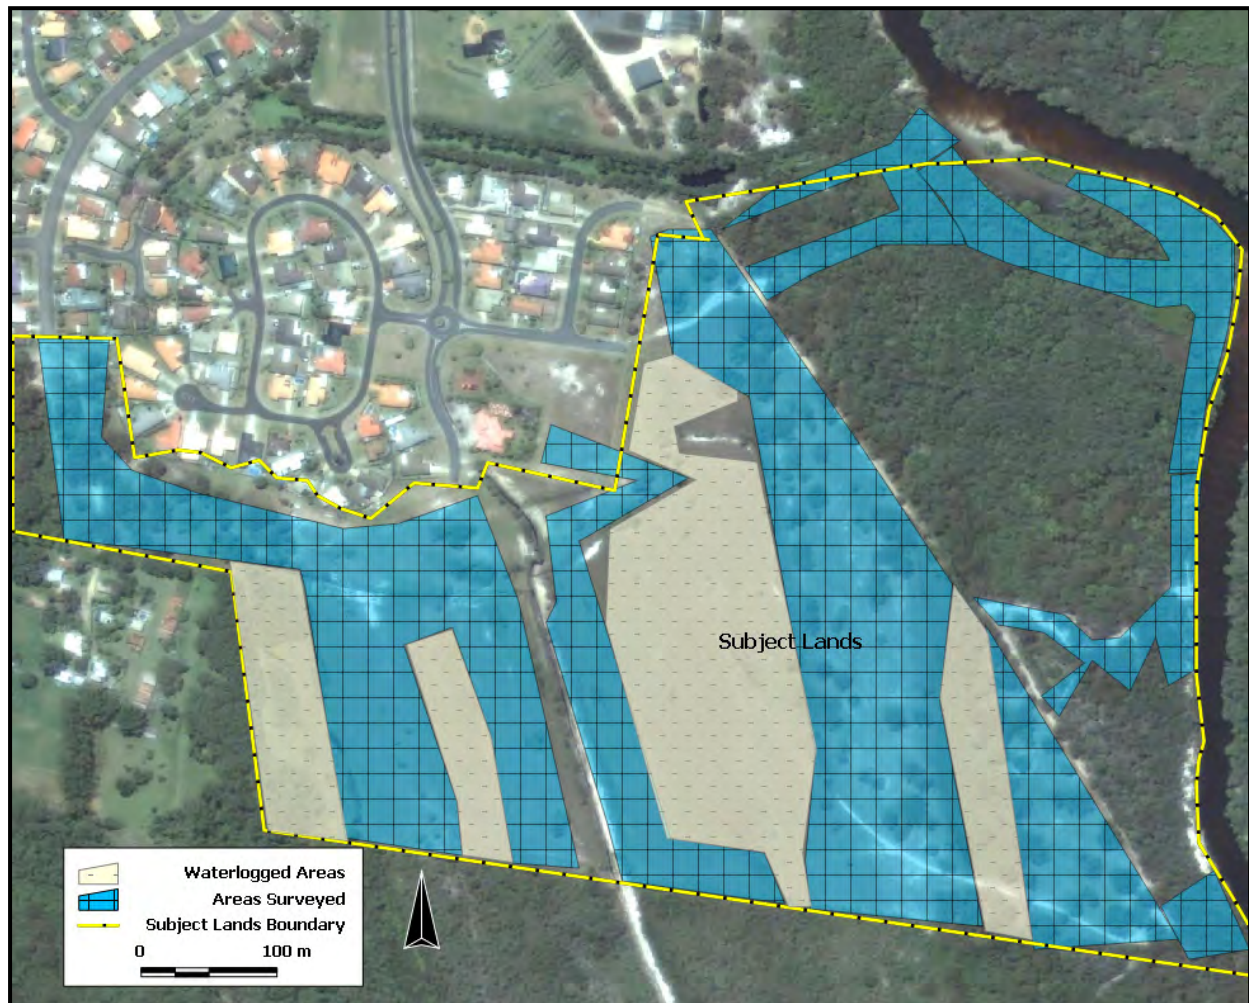 Subject Lands
Waterlogged Areas
Areas Surveyed
Subject Lands Boundary
0 100 m